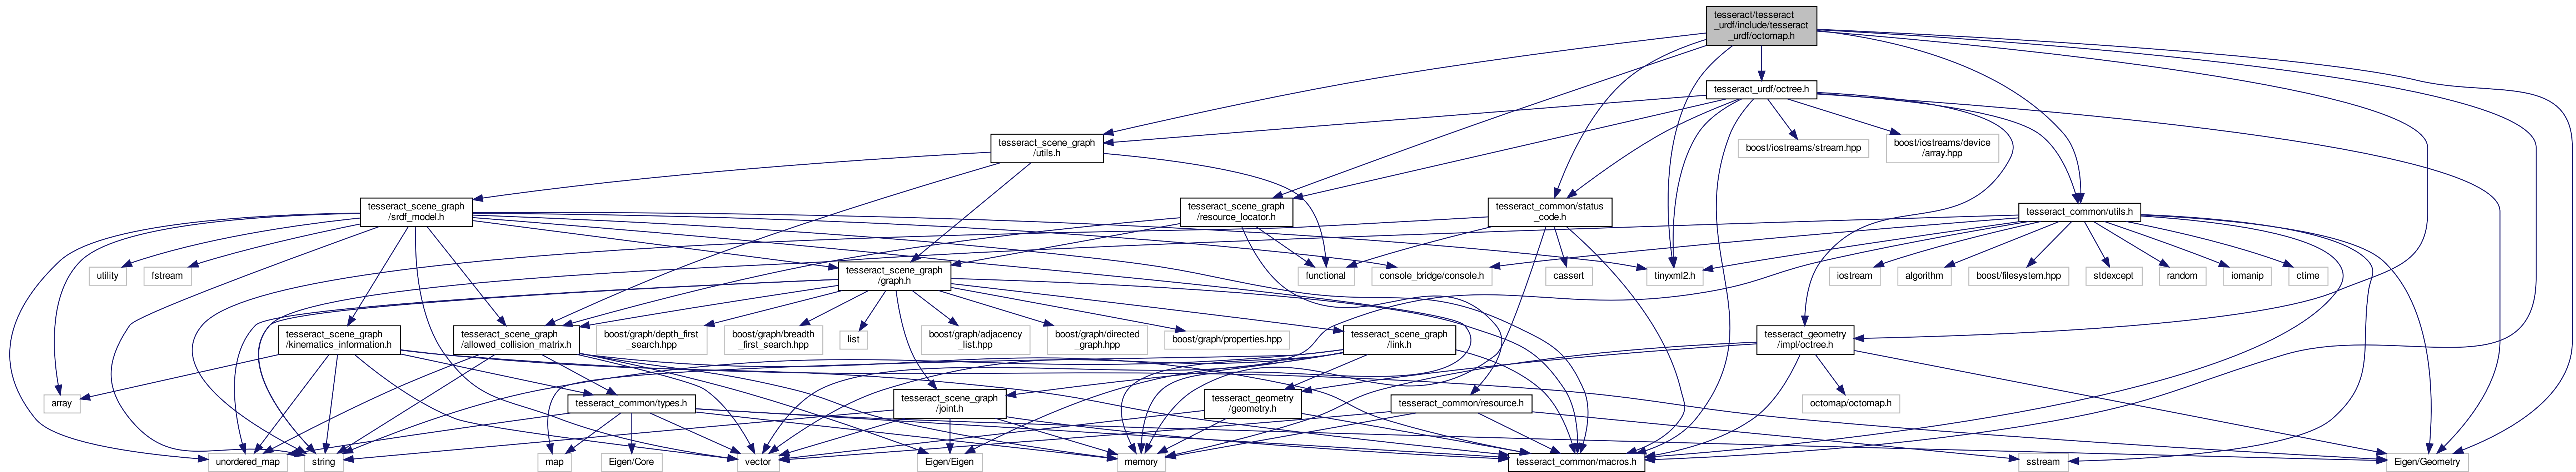 tesseract/tesseract
_urdf/include/tesseract
_urdf/octomap.h
tesseract_urdf/octree.h
tesseract_scene_graph
/utils.h
boost/iostreams/stream.hpp
boost/iostreams/device
/array.hpp
tesseract_scene_graph
/srdf_model.h
tesseract_scene_graph
/resource_locator.h
tesseract_common/status
_code.h
tesseract_common/utils.h
utility
fstream
tesseract_scene_graph
/graph.h
functional
console_bridge/console.h
cassert
tinyxml2.h
iostream
algorithm
boost/filesystem.hpp
stdexcept
random
iomanip
ctime
tesseract_scene_graph
/kinematics_information.h
tesseract_scene_graph
/allowed_collision_matrix.h
boost/graph/depth_first
_search.hpp
boost/graph/breadth
_first_search.hpp
list
boost/graph/adjacency
_list.hpp
boost/graph/directed
_graph.hpp
boost/graph/properties.hpp
tesseract_scene_graph
/link.h
tesseract_geometry
/impl/octree.h
array
tesseract_common/types.h
tesseract_scene_graph
/joint.h
tesseract_geometry
/geometry.h
tesseract_common/resource.h
octomap/octomap.h
unordered_map
string
map
Eigen/Core
vector
Eigen/Eigen
memory
tesseract_common/macros.h
sstream
Eigen/Geometry